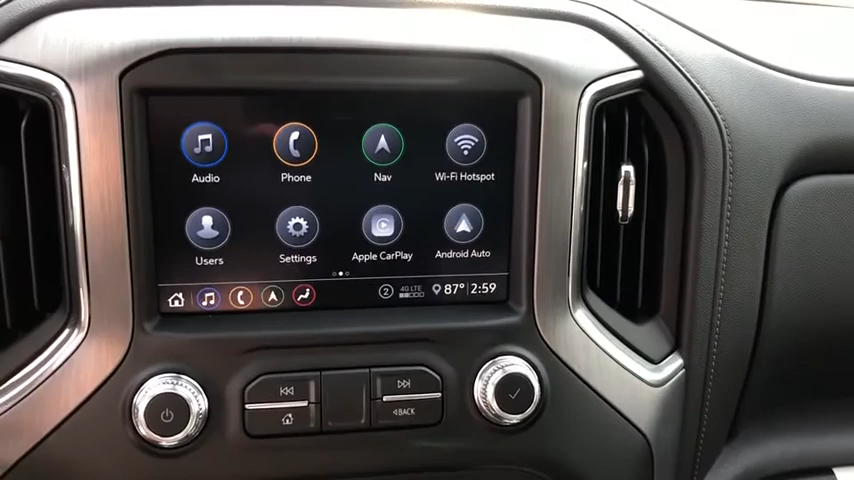 Audio Phone Nav Wi-Fi Hotspot
Users Settings Apple CarPlay Android Auto
2 4G LTE 87° 2:59
BACK